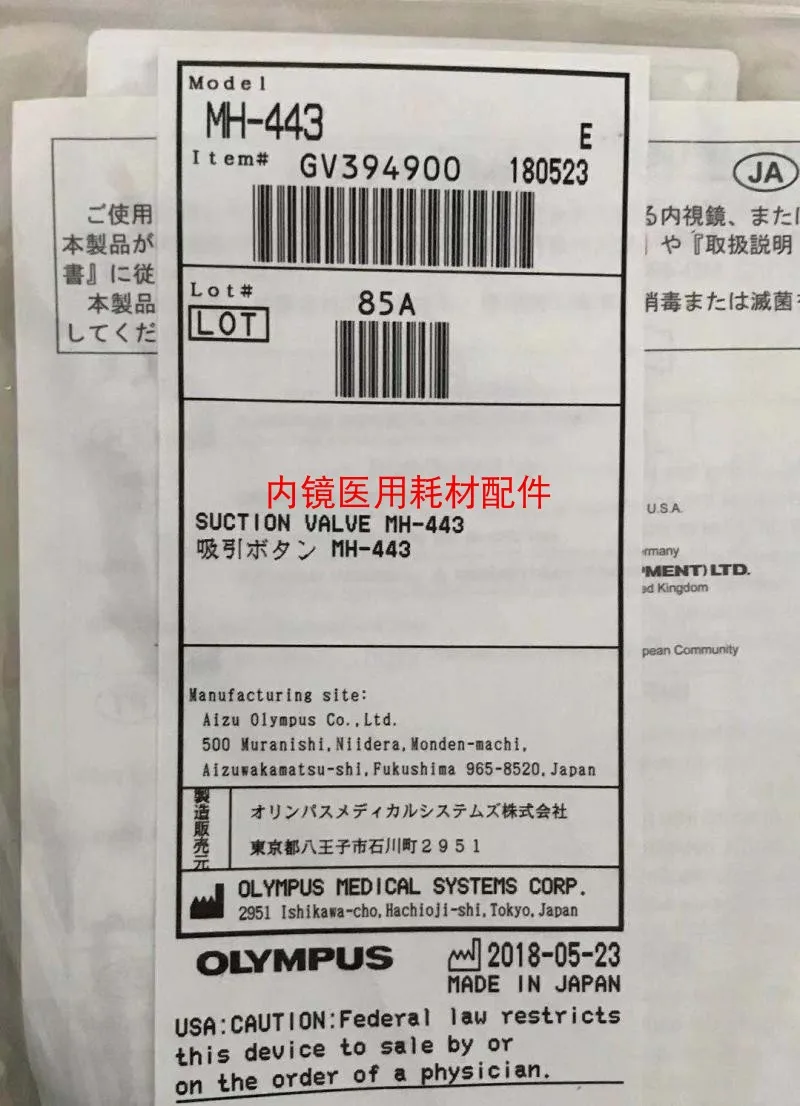 Model
MH-443
E
Item# GV394900 180523
Lot#
LOT
85A
内镜医用耗材配件
SUCTION VALVE MH-443
吸引ボタン MH-443
Manufacturing site:
Aizu Olympus Co.,Ltd.
500 Muranishi,Niidera,Monden-machi,
Aizuwakamatsu-shi,Fukushima 965-8520,Japan
製造販売元
オリンパスメディカルシステムズ株式会社
東京都八王子市石川町2951
OLYMPUS MEDICAL SYSTEMS CORP.
2951 Ishikawa-cho,Hachioji-shi,Tokyo,Japan
OLYMPUS
2018-05-23
MADE IN JAPAN
USA:CAUTION:Federal law restricts
this device to sale by or
on the order of a physician.
ご使用
本製品が
書』に従
本製品
してくだ
JA
る内視鏡、また
や『取扱説明
消毒または滅菌
U.S.A.
LTD.
Kingdom
Community